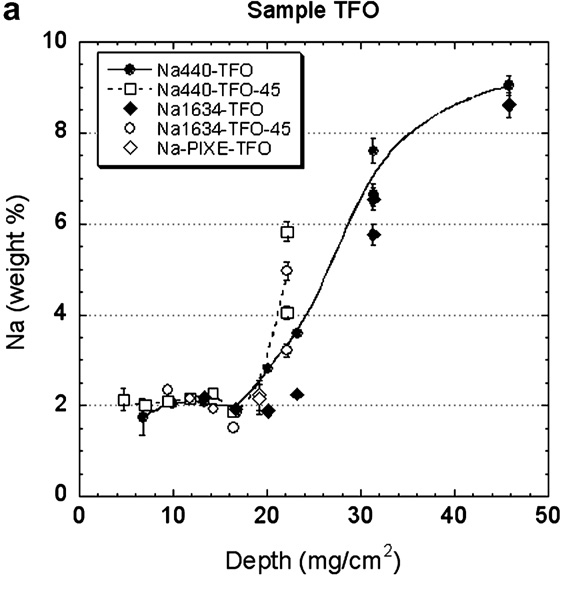 a
Sample TFO
10
8
6
4
2
0
Na (weight %)
Na440-TFO
Na440-TFO-45
Na1634-TFO
Na1634-TFO-45
Na-PIXE-TFO
0 10 20 30 40 50
Depth (mg/cm²)